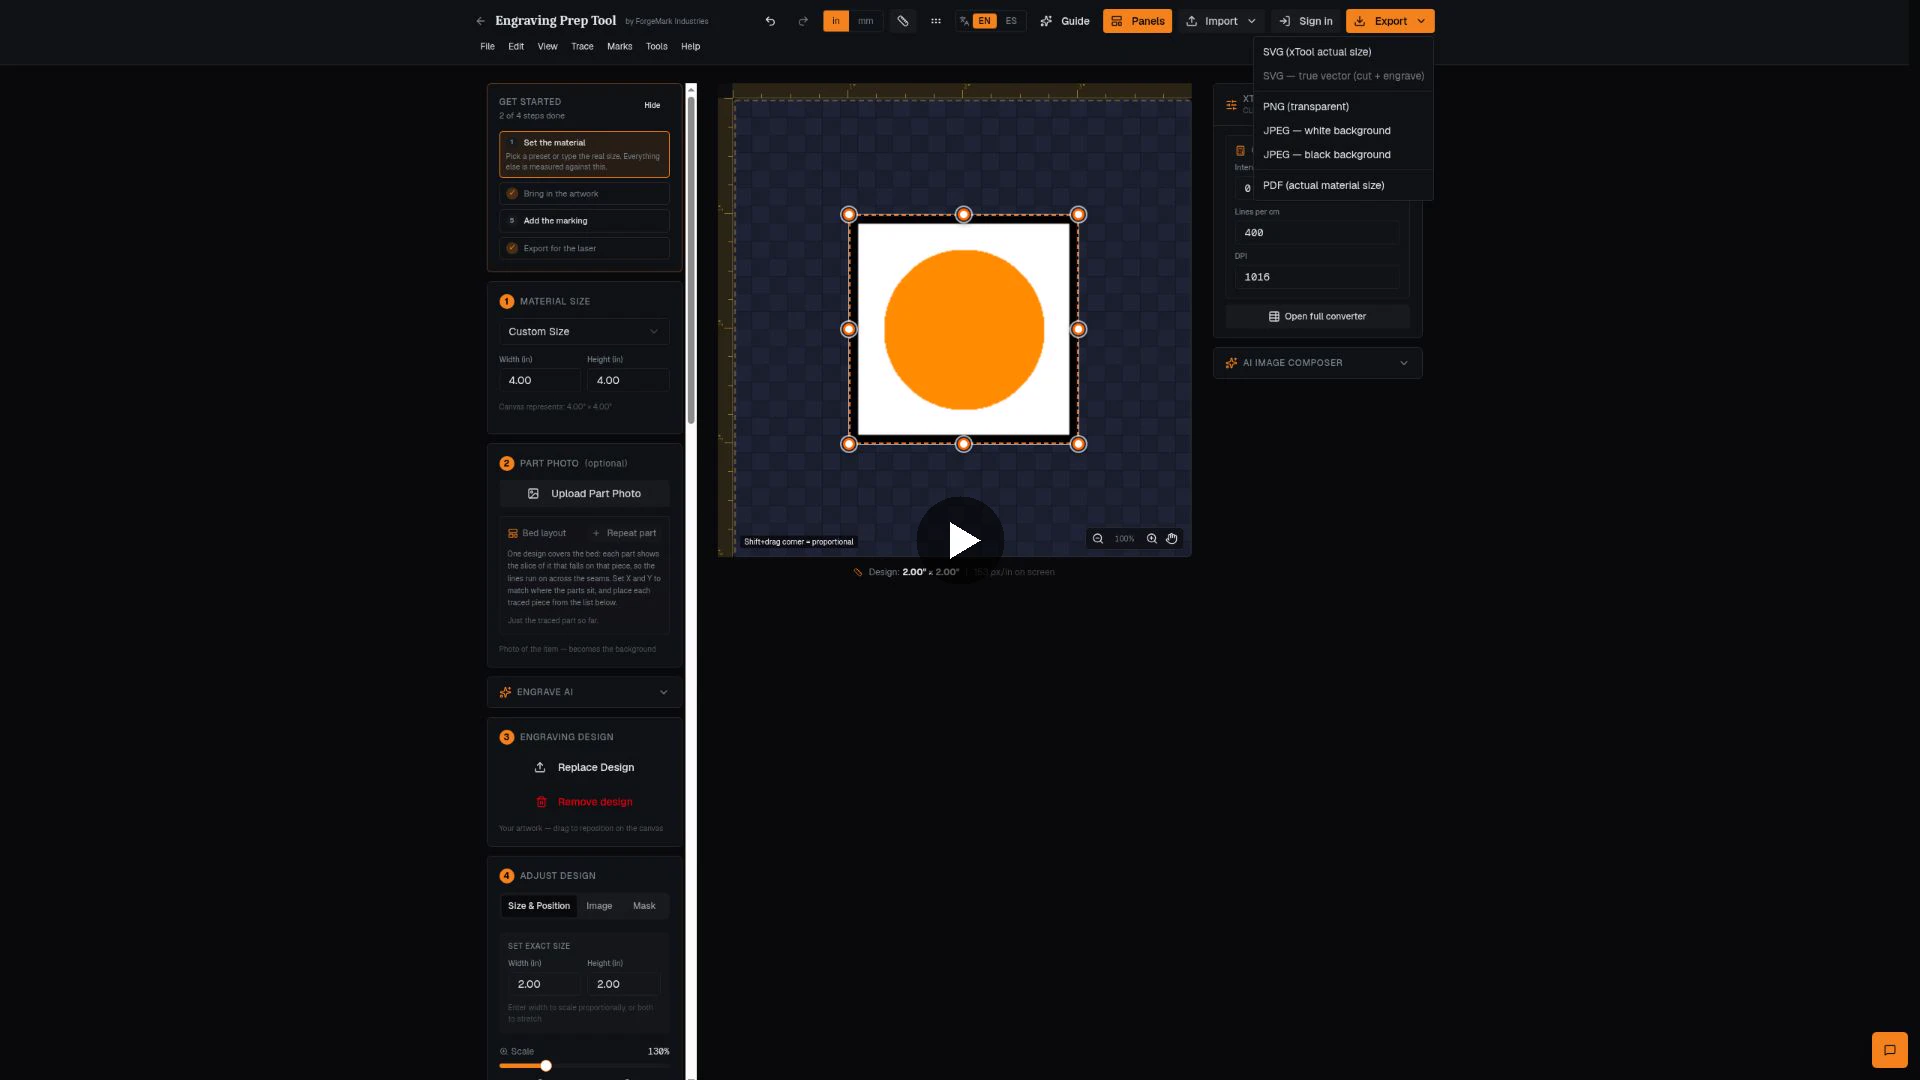 Engraving Prep Tool by ForgeMark Industries
in mm
EN ES
Guide
Panels
Import
Sign in
Export
File Edit View Trace Marks Tools Help
SVG (xTool actual size)
SVG — true vector (cut + engrave)
PNG (transparent)
JPEG — white background
JPEG — black background
PDF (actual material size)
GET STARTED
Hide
2 of 4 steps done
1 Set the material
Pick a preset or type the real size. Everything
else is measured against this.
Bring in the artwork
Add the marking
Export for the laser
1 MATERIAL SIZE
Custom Size
Width (in) Height (in)
4.00 4.00
Canvas represents: 4.00" × 4.00"
2 PART PHOTO (optional)
Upload Part Photo
Bed layout + Repeat part
One design covers the bed: each part shows
the slice of it that falls on that piece, so the
lines run on across the seams. Set X and Y to
match where the parts sit, and place each
traced piece from the list below.
Just the traced part so far.
Photo of the item — becomes the background
ENGRAVE AI
3 ENGRAVING DESIGN
Replace Design
Remove design
Your artwork — drag to reposition on the canvas
4 ADJUST DESIGN
Size & Position Image Mask
SET EXACT SIZE
Width (in) Height (in)
2.00 2.00
Enter width to scale proportionally, or both
to stretch
Scale 130%
Shift+drag corner = proportional
100%
Design: 2.00" × 2.00" px/in on screen
XT
0
Lines per cm
400
DPI
1016
Open full converter
AI IMAGE COMPOSER